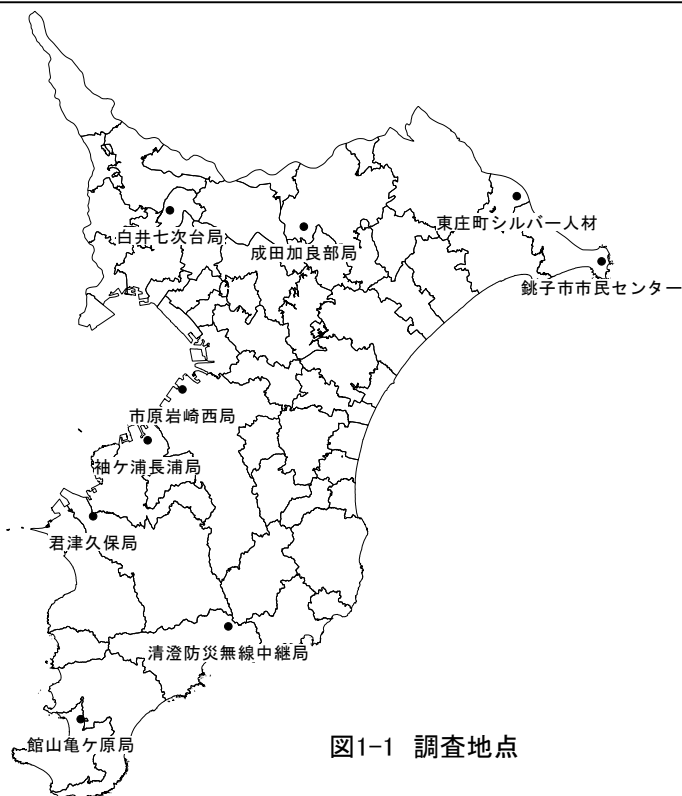 東庄町シルバー人材
白井七次台局
成田加良部局
銚子市市民センター
市原岩崎西局
袖ケ浦長浦局
君津久保局
清澄防災無線中継局
館山亀ケ原局
図1-1 調査地点